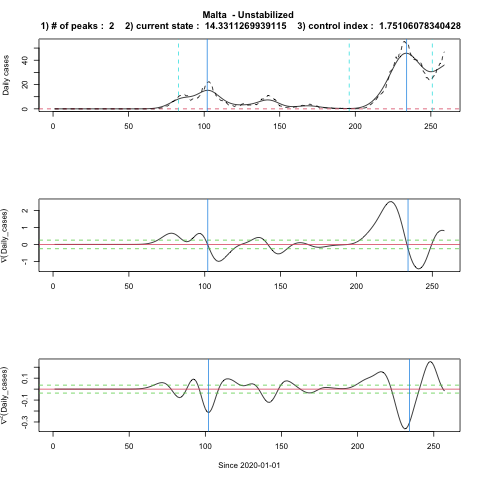 Malta - Unstabilized
1) # of peaks : 2 2) current state : 14.3311269939115 3) control index : 1.75106078340428
Daily cases
0 20 40
0 50 100 150 200 250
∇(Daily_cases)
-1 0 1 2
0 50 100 150 200 250
∇²(Daily_cases)
-0.3 -0.1 0.1
0 50 100 150 200 250
Since 2020-01-01